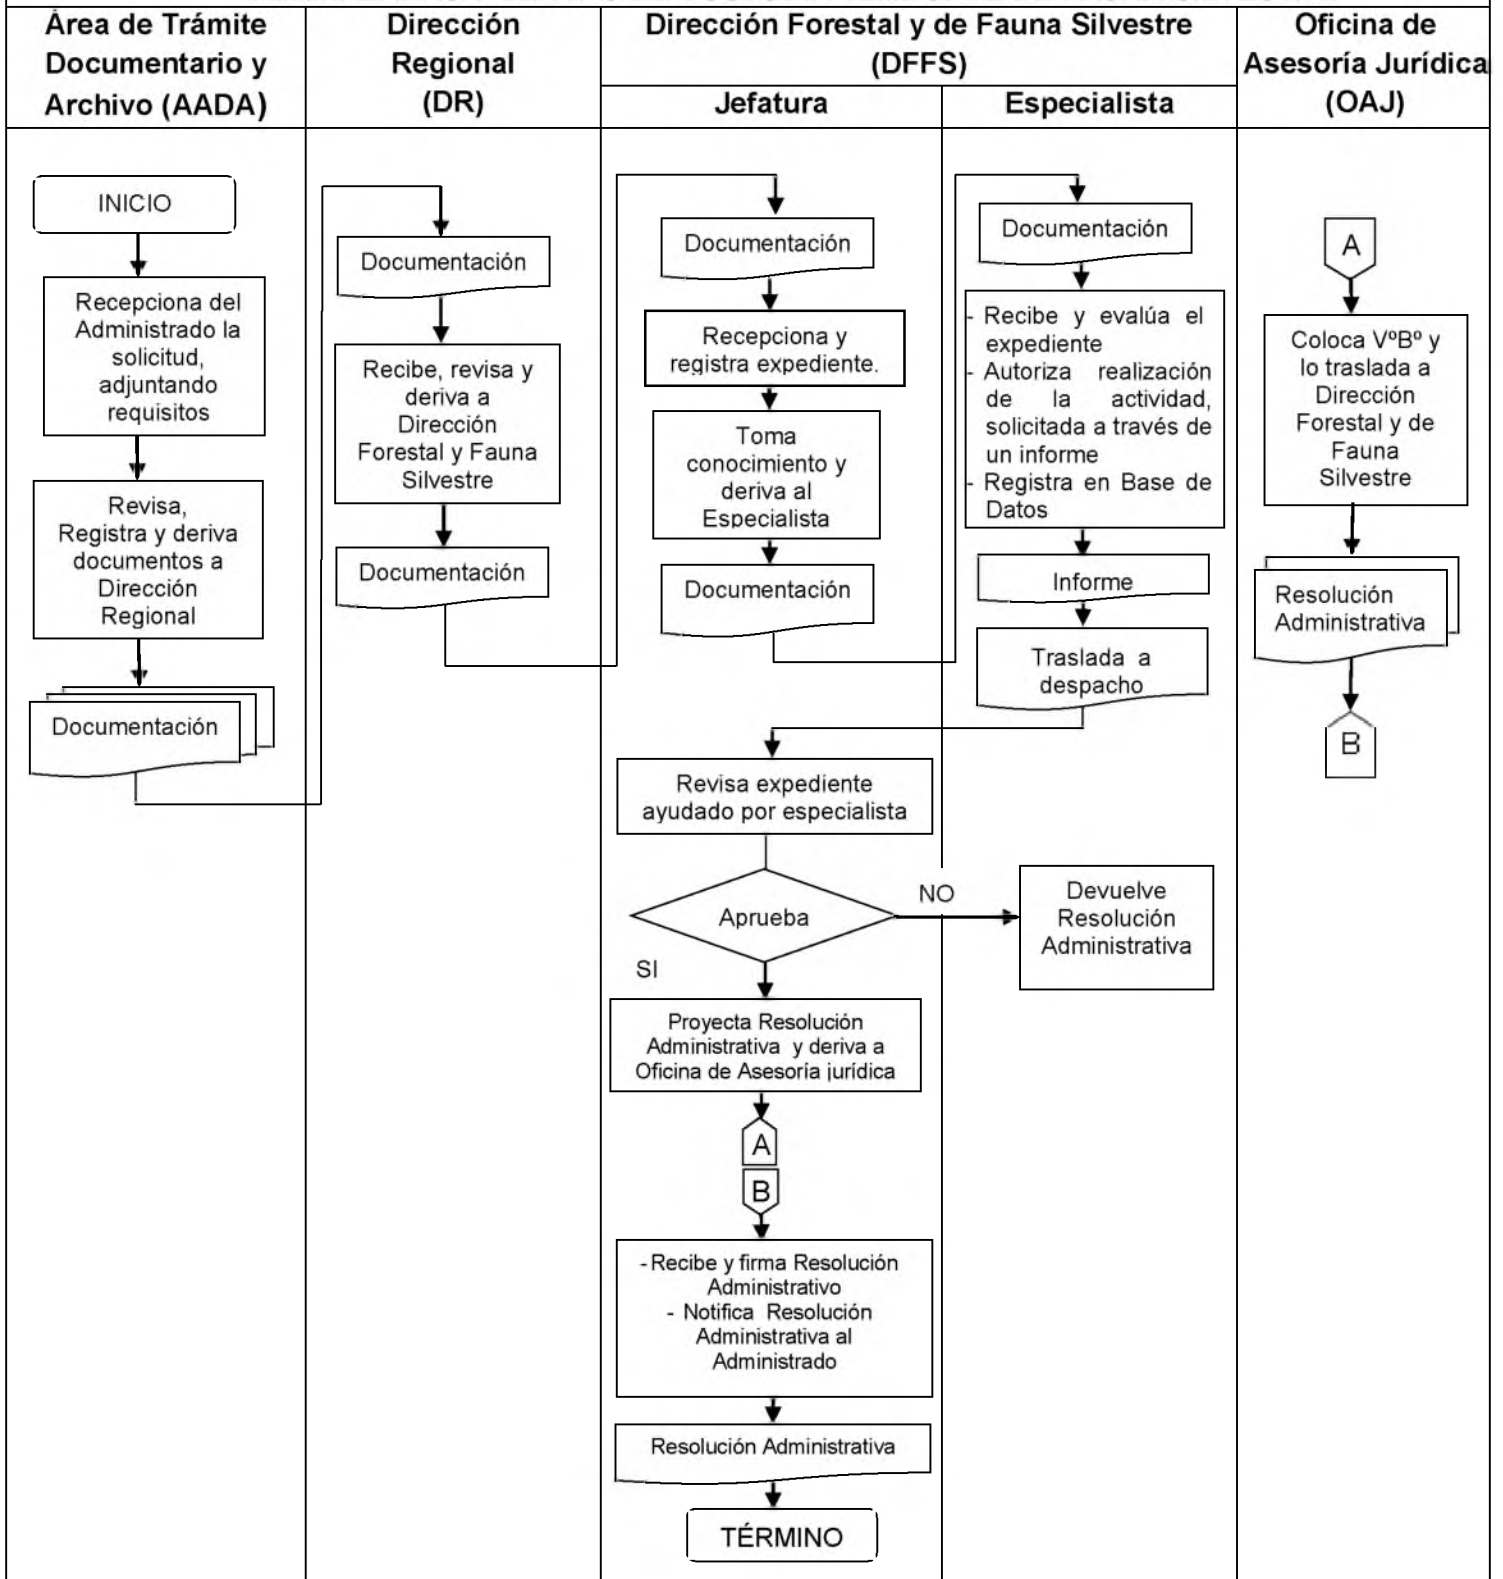 Área de Trámite
Documentario y
Archivo (AADA)
Dirección
Regional
(DR)
Dirección Forestal y de Fauna Silvestre
(DFFS)
Jefatura
Especialista
Oficina de
Asesoría Jurídica
(OAJ)
INICIO
Recepciona del
Administrado la
solicitud,
adjuntando
requisitos
Revisa,
Registra y deriva
documentos a
Dirección
Regional
Documentación
Documentación
Recibe, revisa y
deriva a
Dirección
Forestal y Fauna
Silvestre
Documentación
Documentación
Recepciona y
registra expediente.
Toma
conocimiento y
deriva al
Especialista
Documentación
Documentación
- Recibe y evalúa el
expediente
- Autoriza realización
de la actividad,
solicitada a través de
un informe
- Registra en Base de
Datos
Informe
Traslada a
despacho
Revisa expediente
ayudado por especialista
Aprueba
NO
Devuelve
Resolución
Administrativa
SI
Proyecta Resolución
Administrativa y deriva a
Oficina de Asesoría jurídica
A
B
- Recibe y firma Resolución
Administrativo
- Notifica Resolución
Administrativa al
Administrado
Resolución Administrativa
TÉRMINO
A
Coloca VºBº y
lo traslada a
Dirección
Forestal y de
Fauna
Silvestre
Resolución
Administrativa
B